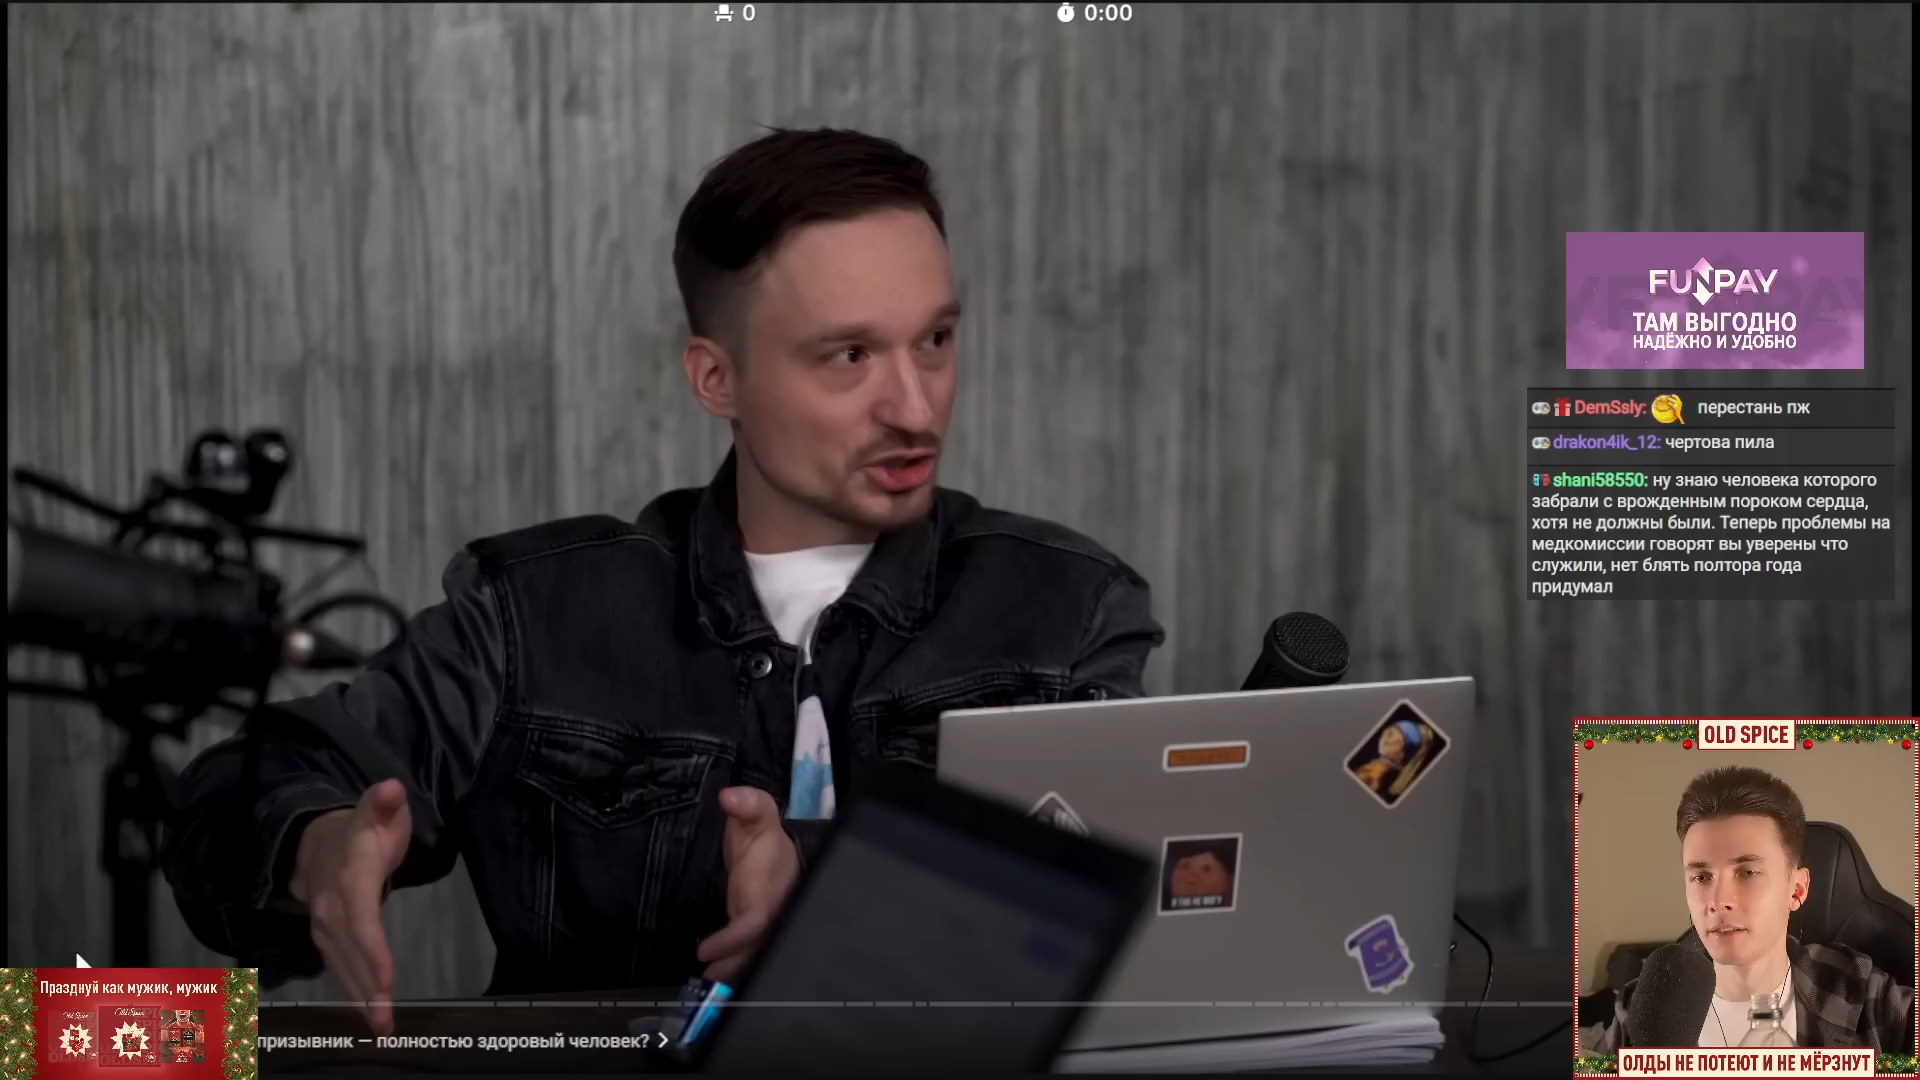 0
0:00
FUNPAY
ТАМ ВЫГОДНО
НАДЁЖНО И УДОБНО
DemSsly: перестань пж
drakon4ik_12: чертова пила
shani58550: ну знаю человека которого
забрали с врожденным пороком сердца,
хотя не должны были. Теперь проблемы на
медкомиссии говорят вы уверены что
служили, нет блять полтора года
придумал
OLD SPICE
Празднуй как мужик, мужик
Old Spice
призывник — полностью здоровый человек?
ОЛДЫ НЕ ПОТЕЮТ И НЕ МЁРЗНУТ